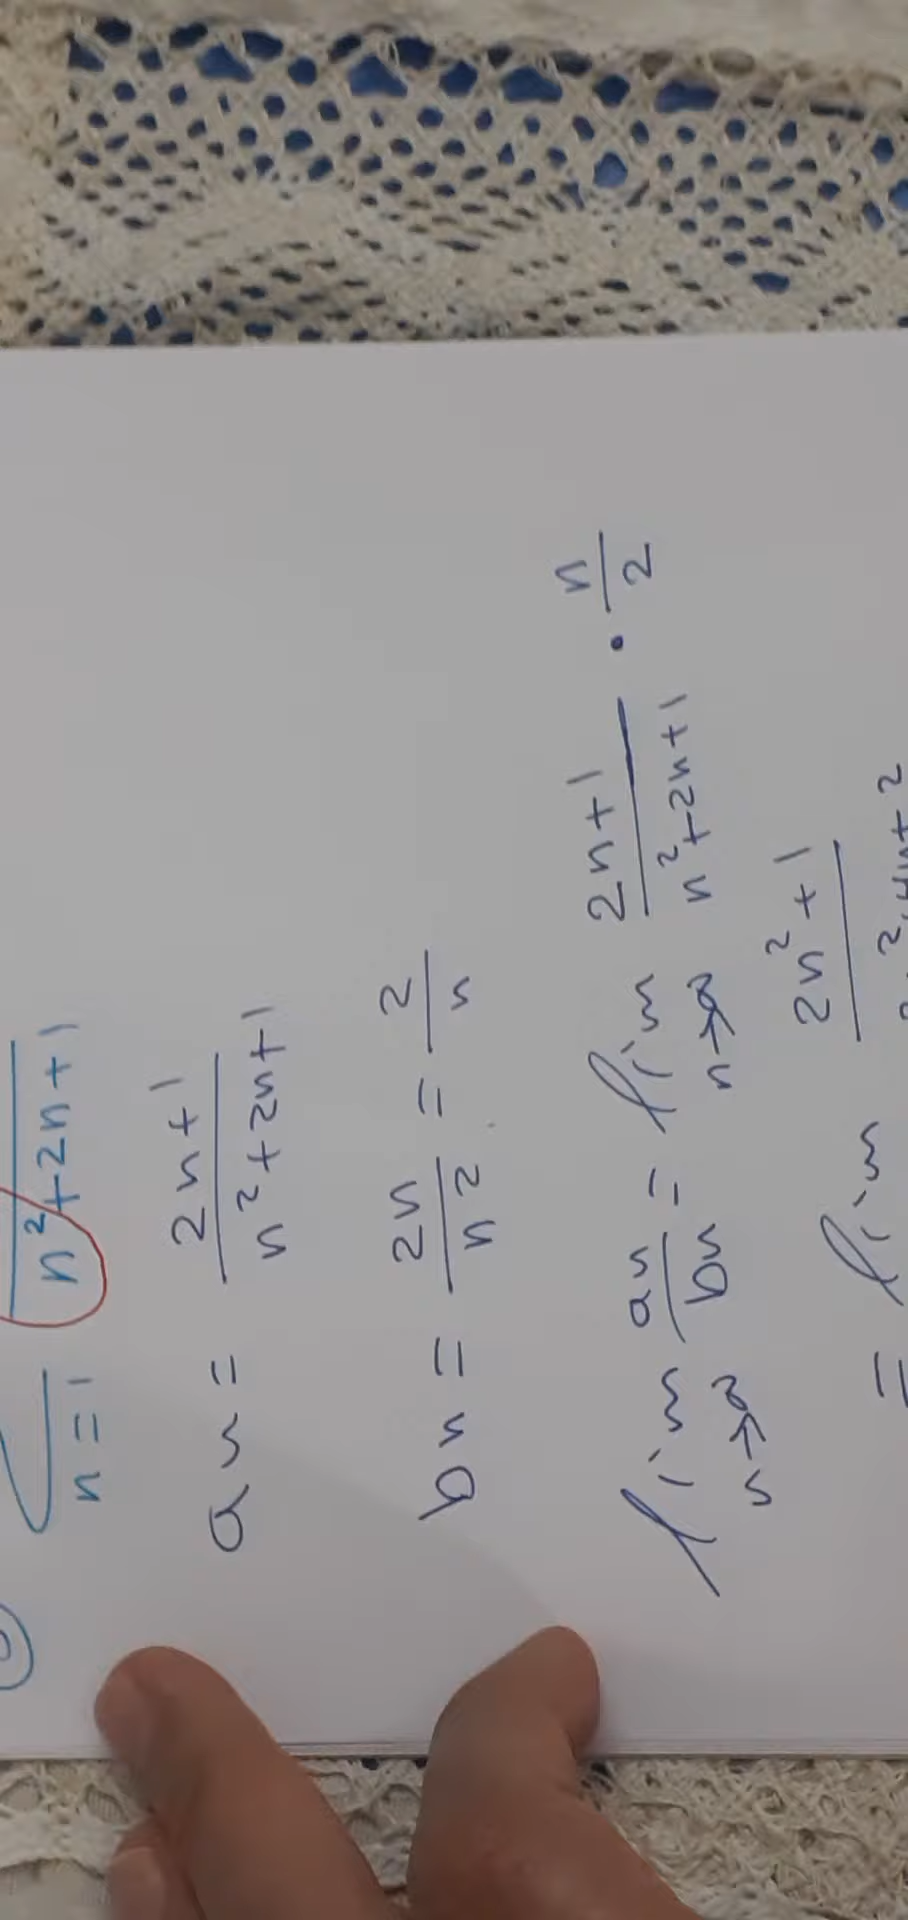 n=1 n²+2n+1
an = 2n+1 / n²+2n+1
bn = 2n / n² = 2 / n
lim n→∞ an / bn = lim n→∞ 2n+1 / n²+2n+1 • n / 2
= lim 2n²+1